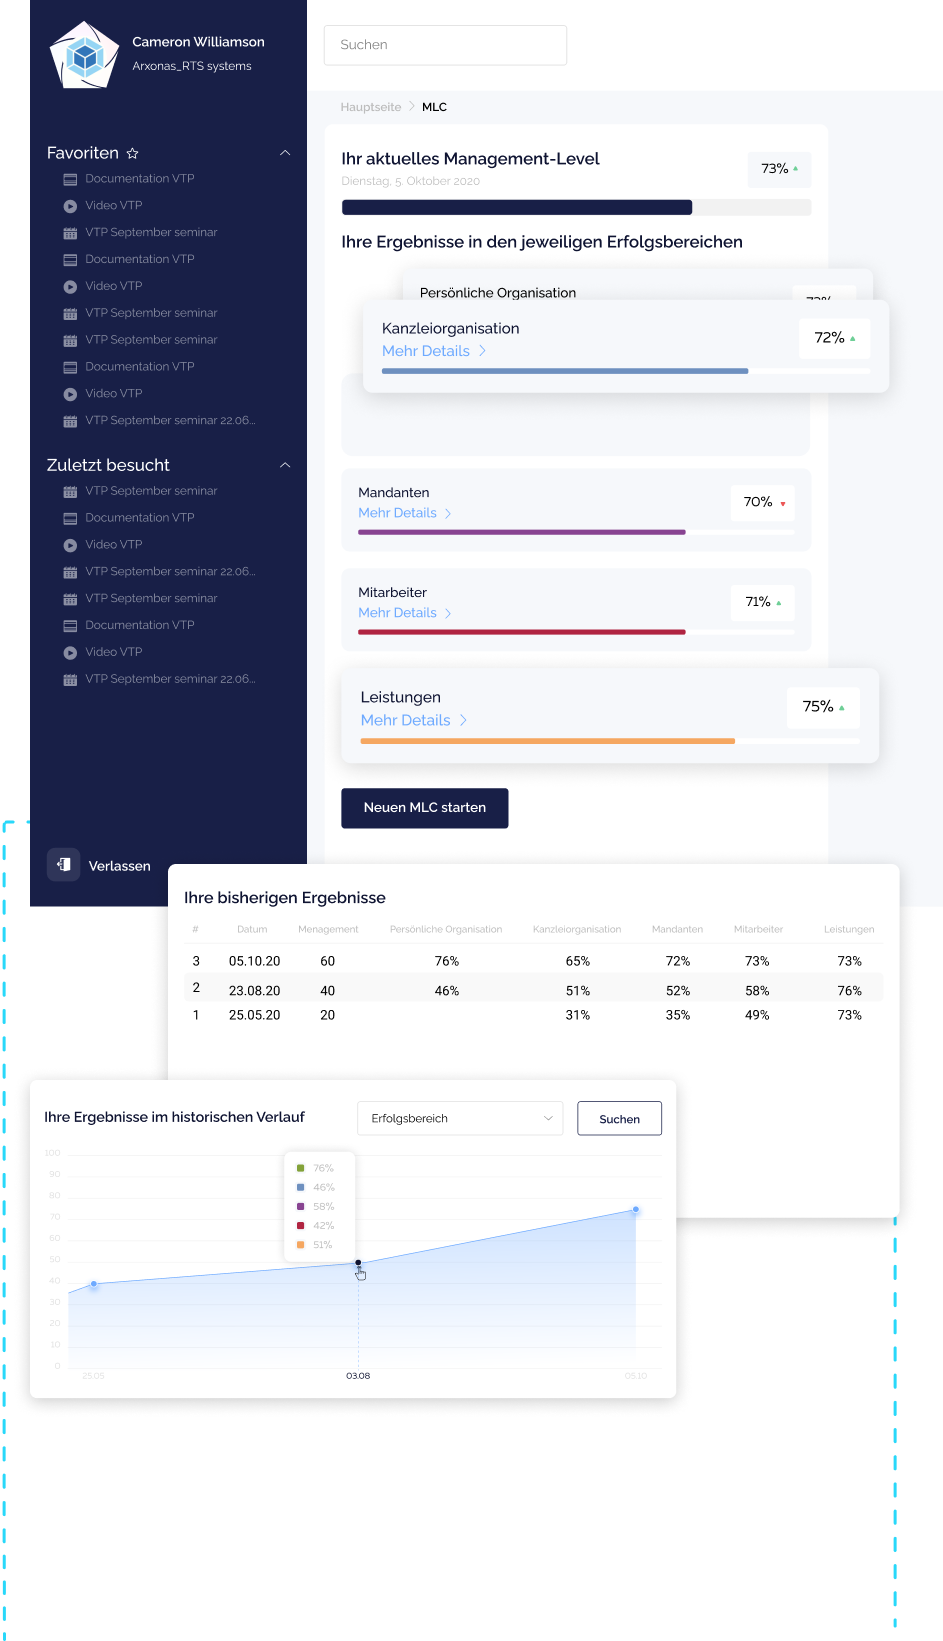 Cameron Williamson
Arxonas_RTS systems
Suchen
Hauptseite
MLC
Favoriten
Documentation VTP
Video VTP
VTP September seminar
Documentation VTP
Video VTP
VTP September seminar
VTP September seminar
Documentation VTP
Video VTP
VTP September seminar 22.06...
Zuletzt besucht
VTP September seminar
Documentation VTP
Video VTP
VTP September seminar 22.06...
VTP September seminar
Documentation VTP
Video VTP
VTP September seminar 22.06...
Verlassen
Ihr aktuelles Management-Level
Dienstag, 5. Oktober 2020
73%
Ihre Ergebnisse in den jeweiligen Erfolgsbereichen
Persönliche Organisation
Kanzleiorganisation
Mehr Details
72%
Mandanten
Mehr Details
70%
Mitarbeiter
Mehr Details
71%
Leistungen
Mehr Details
75%
Neuen MLC starten
Ihre bisherigen Ergebnisse
# Datum Menagement Persönliche Organisation Kanzleiorganisation Mandanten Mitarbeiter Leistungen
3 05.10.20 60 76% 65% 72% 73% 73%
2 23.08.20 40 46% 51% 52% 58% 76%
1 25.05.20 20 31% 35% 49% 73%
Ihre Ergebnisse im historischen Verlauf
Erfolgsbereich
Suchen
100
90
80
70
60
50
40
30
20
10
0
76%
46%
58%
42%
51%
25.05 03.08 05.10